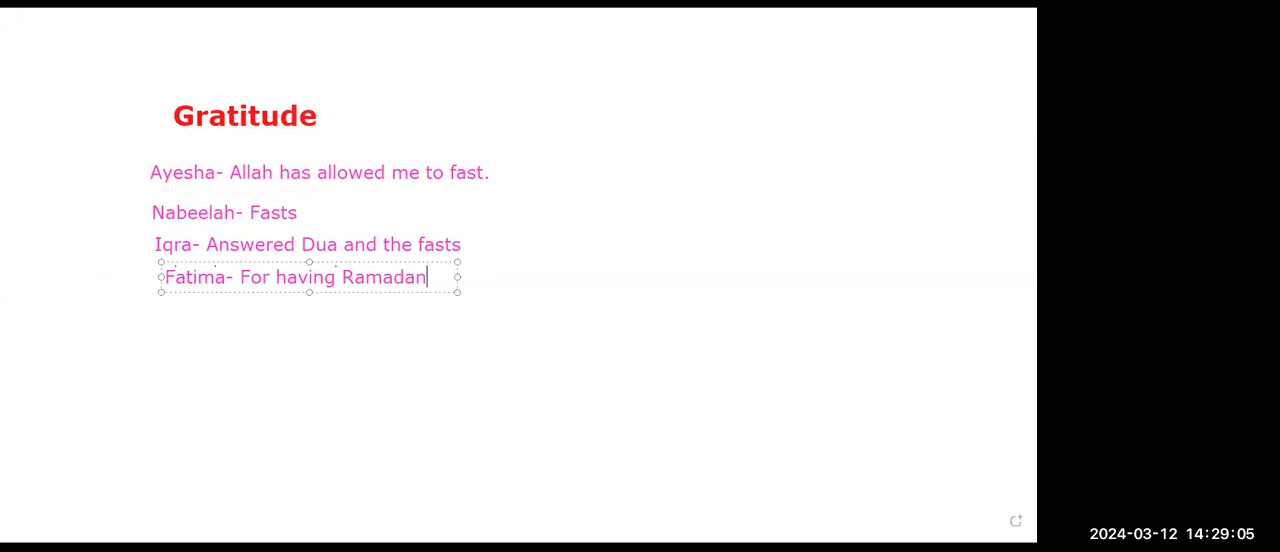 Gratitude
Ayesha- Allah has allowed me to fast.
Nabeelah- Fasts
Iqra- Answered Dua and the fasts
Fatima- For having Ramadan
2024-03-12 14:29:05